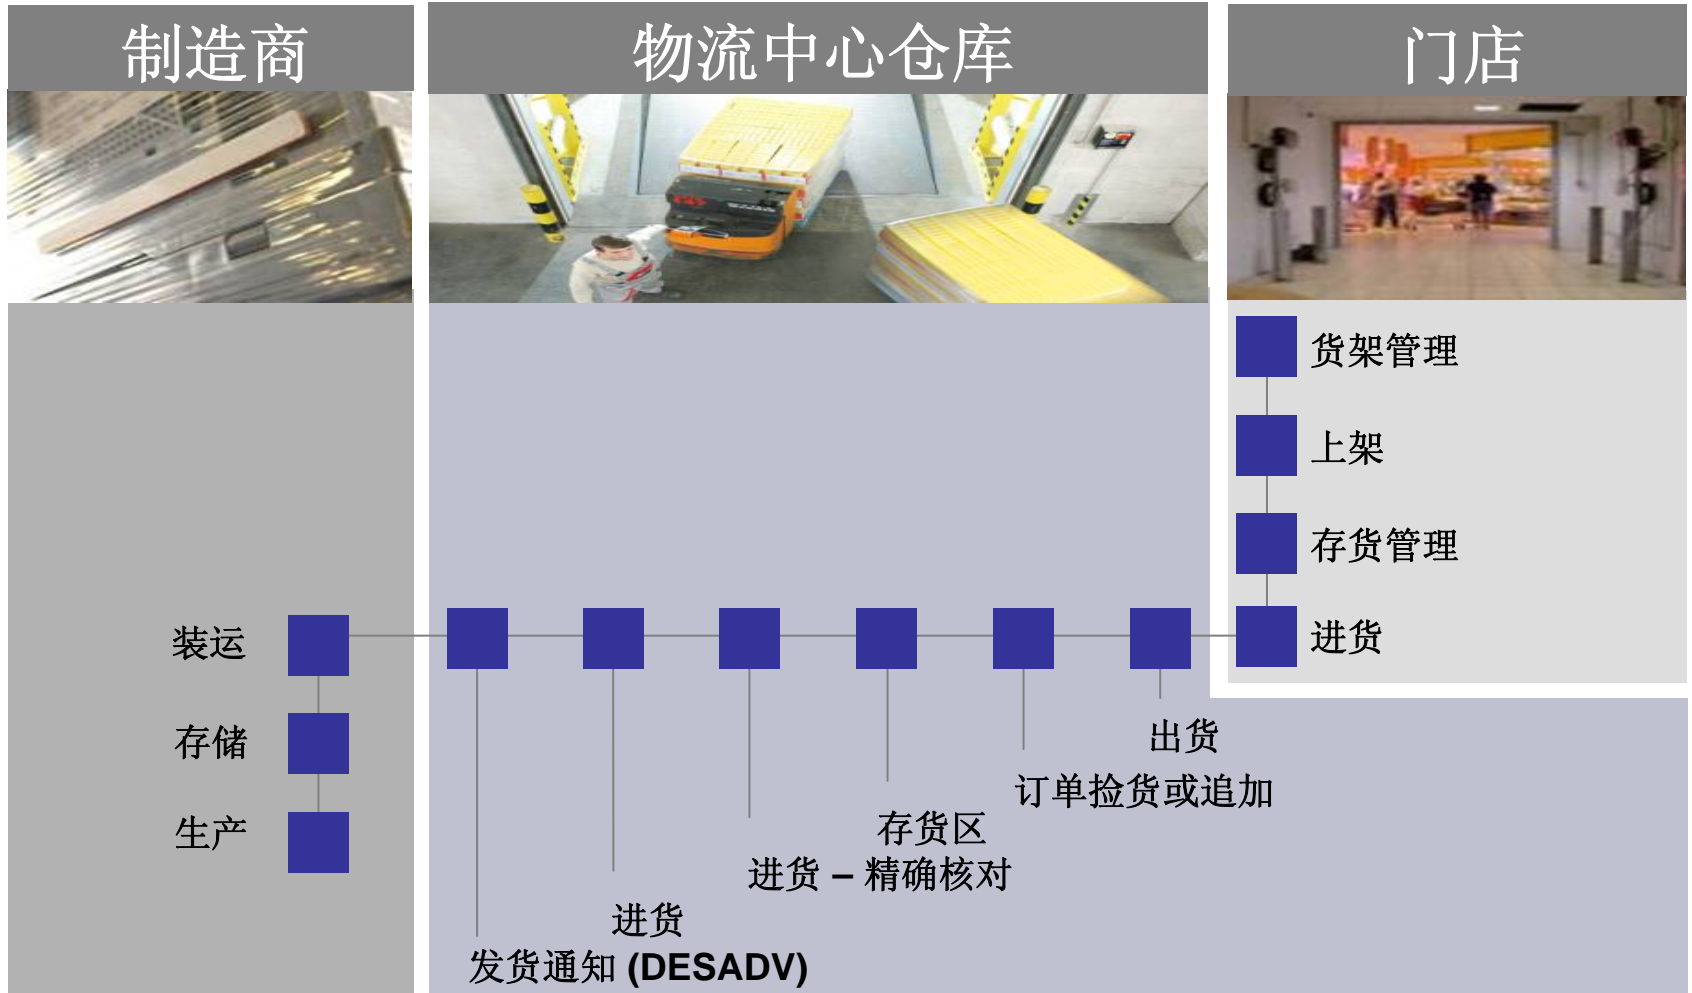 制造商
物流中心仓库
门店
货架管理
上架
存货管理
进货
装运
存储
生产
出货
订单捡货或追加
存货区
进货 – 精确核对
进货
发货通知 (DESADV)